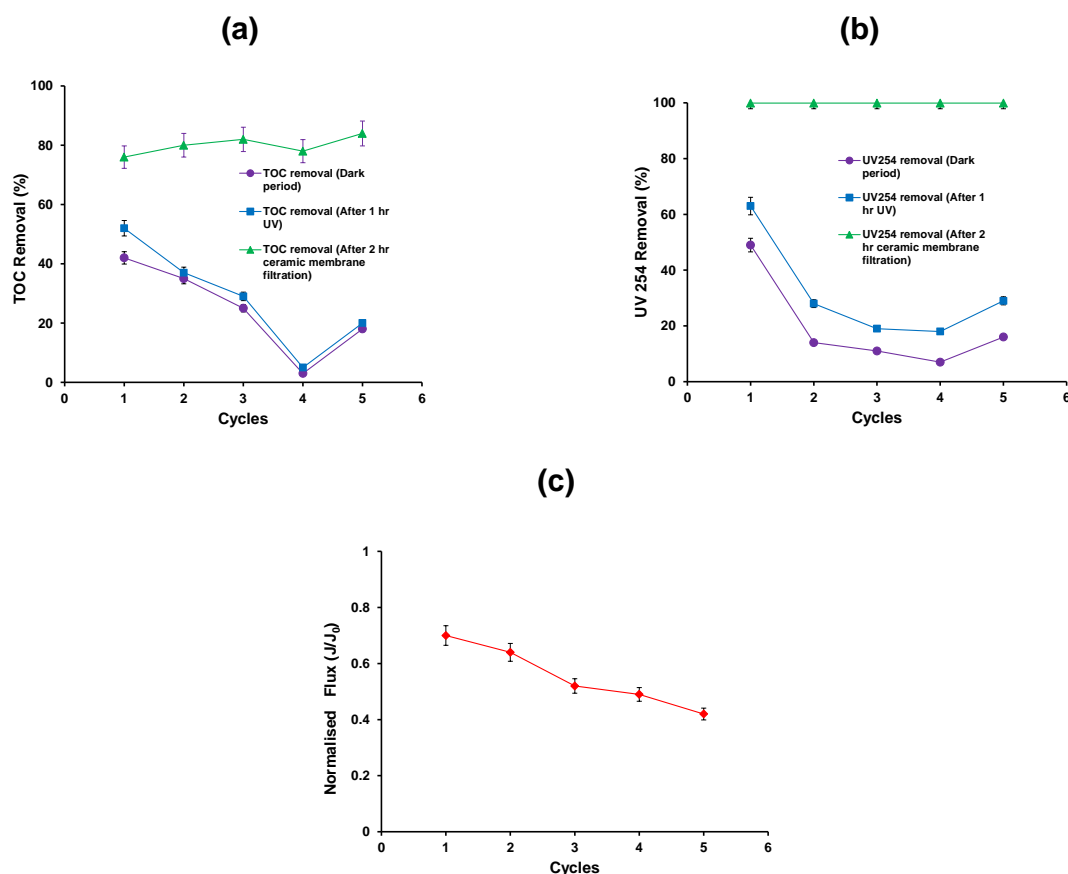 (a)
100
80
60
40
20
0
TOC Removal (%)
TOC removal (Dark
period)
TOC removal (After 1 hr
UV)
TOC removal (After 2 hr
ceramic membrane
filtration)
0 1 2 3 4 5 6
Cycles
(b)
100
80
60
40
20
0
UV 254 Removal (%)
UV254 removal (Dark
period)
UV254 removal (After 1
hr UV)
UV254 removal (After 2
hr ceramic membrane
filtration)
0 1 2 3 4 5 6
Cycles
(c)
1
0.8
0.6
0.4
0.2
0
Normalised Flux (J/J₀)
0 1 2 3 4 5 6
Cycles